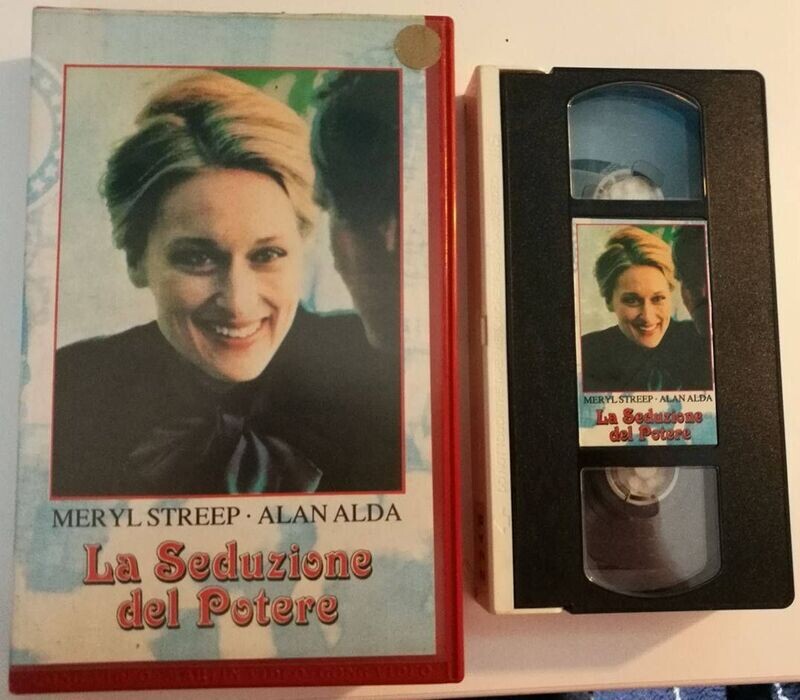 MERYL STREEP · ALAN ALDA
La Seduzione
del Potere
MERYL STREEP · ALAN ALDA
La Seduzione
del Potere